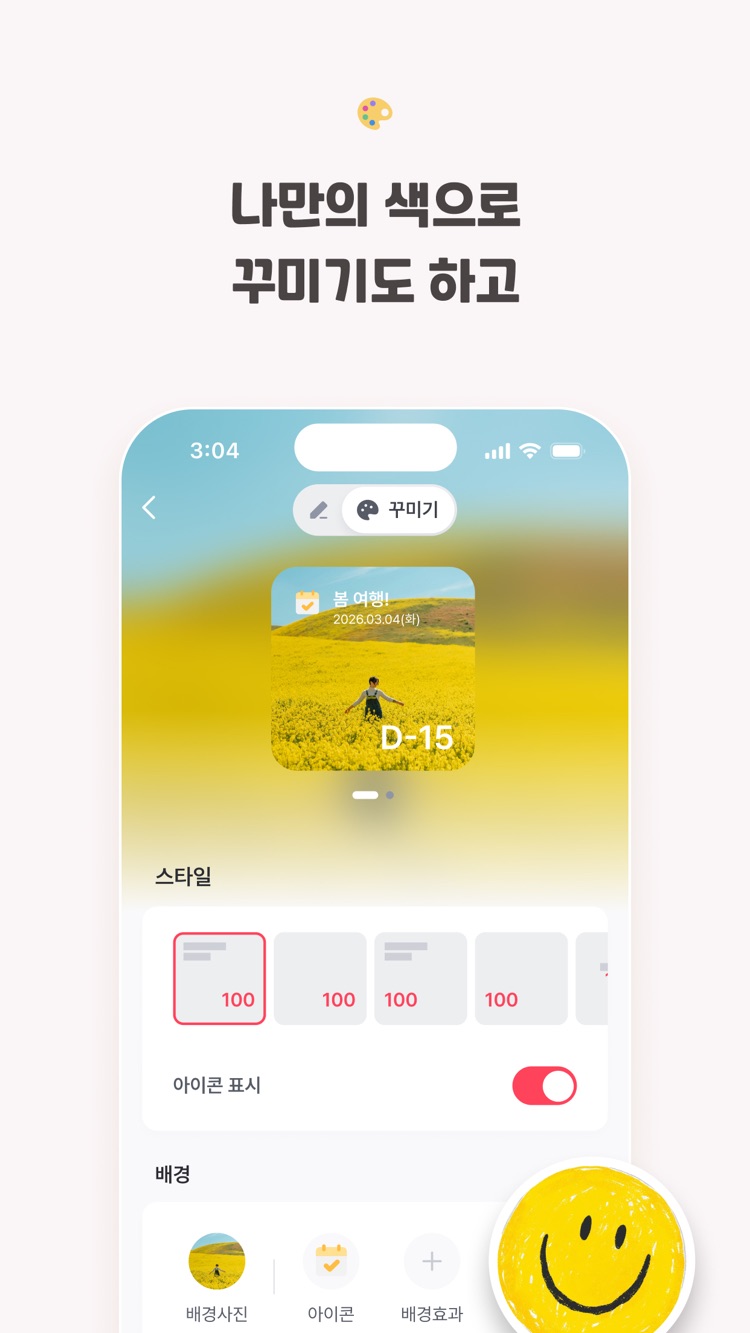 나만의 색으로
꾸미기도 하고
3:04
꾸미기
봄 여행!
2026.03.04(화)
D-15
스타일
100
100
100
100
아이콘 표시
배경
배경사진
아이콘
배경효과